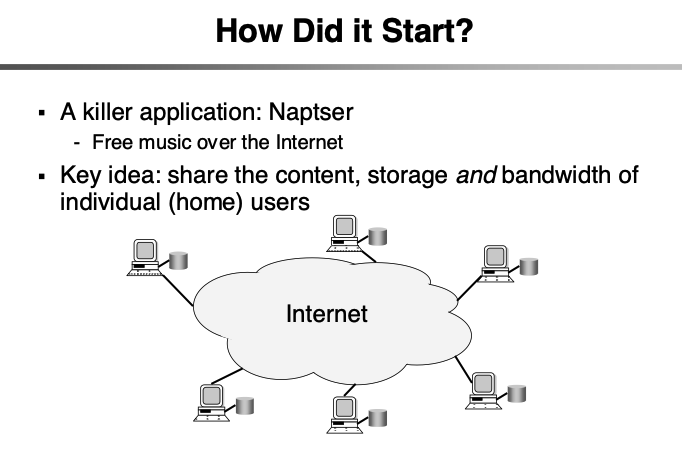 How Did it Start?
▪ A killer application: Naptser
- Free music over the Internet
▪ Key idea: share the content, storage and bandwidth of
individual (home) users
Internet